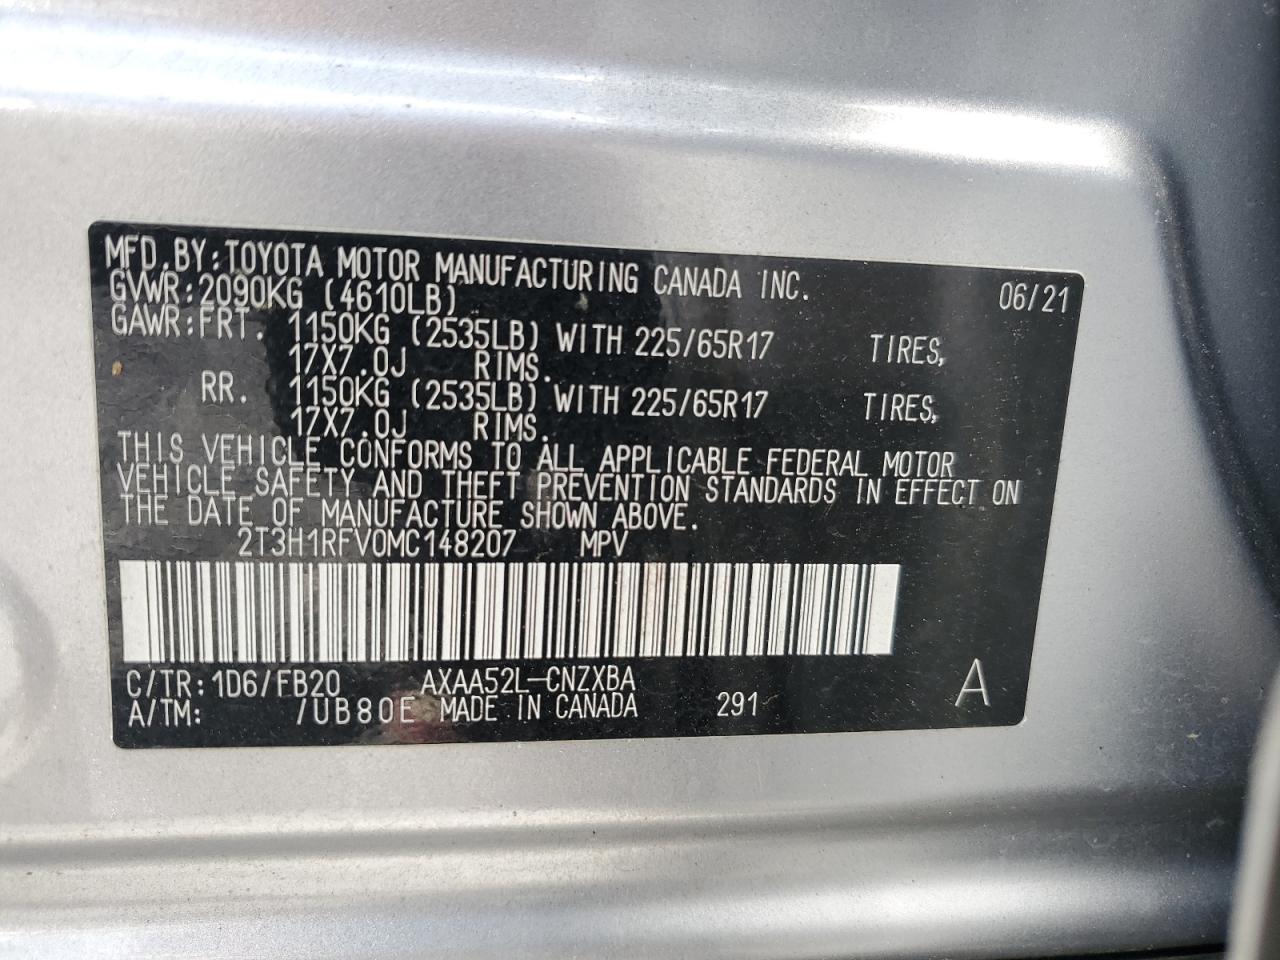 MFD.BY:TOYOTA MOTOR MANUFACTURING CANADA INC. 06/21
GVWR:2090KG (4610LB)
GAWR:FRT. 1150KG (2535LB) WITH 225/65R17 TIRES,
17X7.0J RIMS.
RR. 1150KG (2535LB) WITH 225/65R17 TIRES,
17X7.0J RIMS.
THIS VEHICLE CONFORMS TO ALL APPLICABLE FEDERAL MOTOR
VEHICLE SAFETY AND THEFT PREVENTION STANDARDS IN EFFECT ON
THE DATE OF MANUFACTURE SHOWN ABOVE.
2T3H1RFV0MC148207 MPV
C/TR:1D6/FB20 AXAA52L-CNZXBA
A/TM: /UB80E MADE IN CANADA 291 A